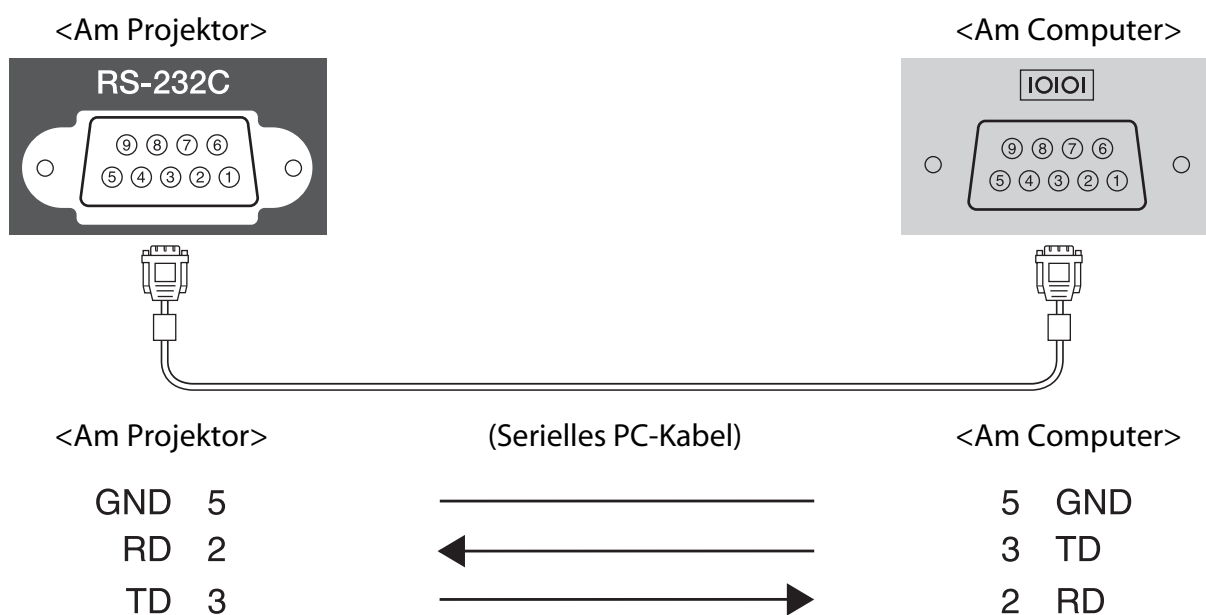 <Am Projektor> <Am Computer>
RS-232C IOIOI
9 8 7 6 9 8 7 6
5 4 3 2 1 5 4 3 2 1
<Am Projektor> (Serielles PC-Kabel) <Am Computer>
GND 5 5 GND
RD 2 3 TD
TD 3 2 RD